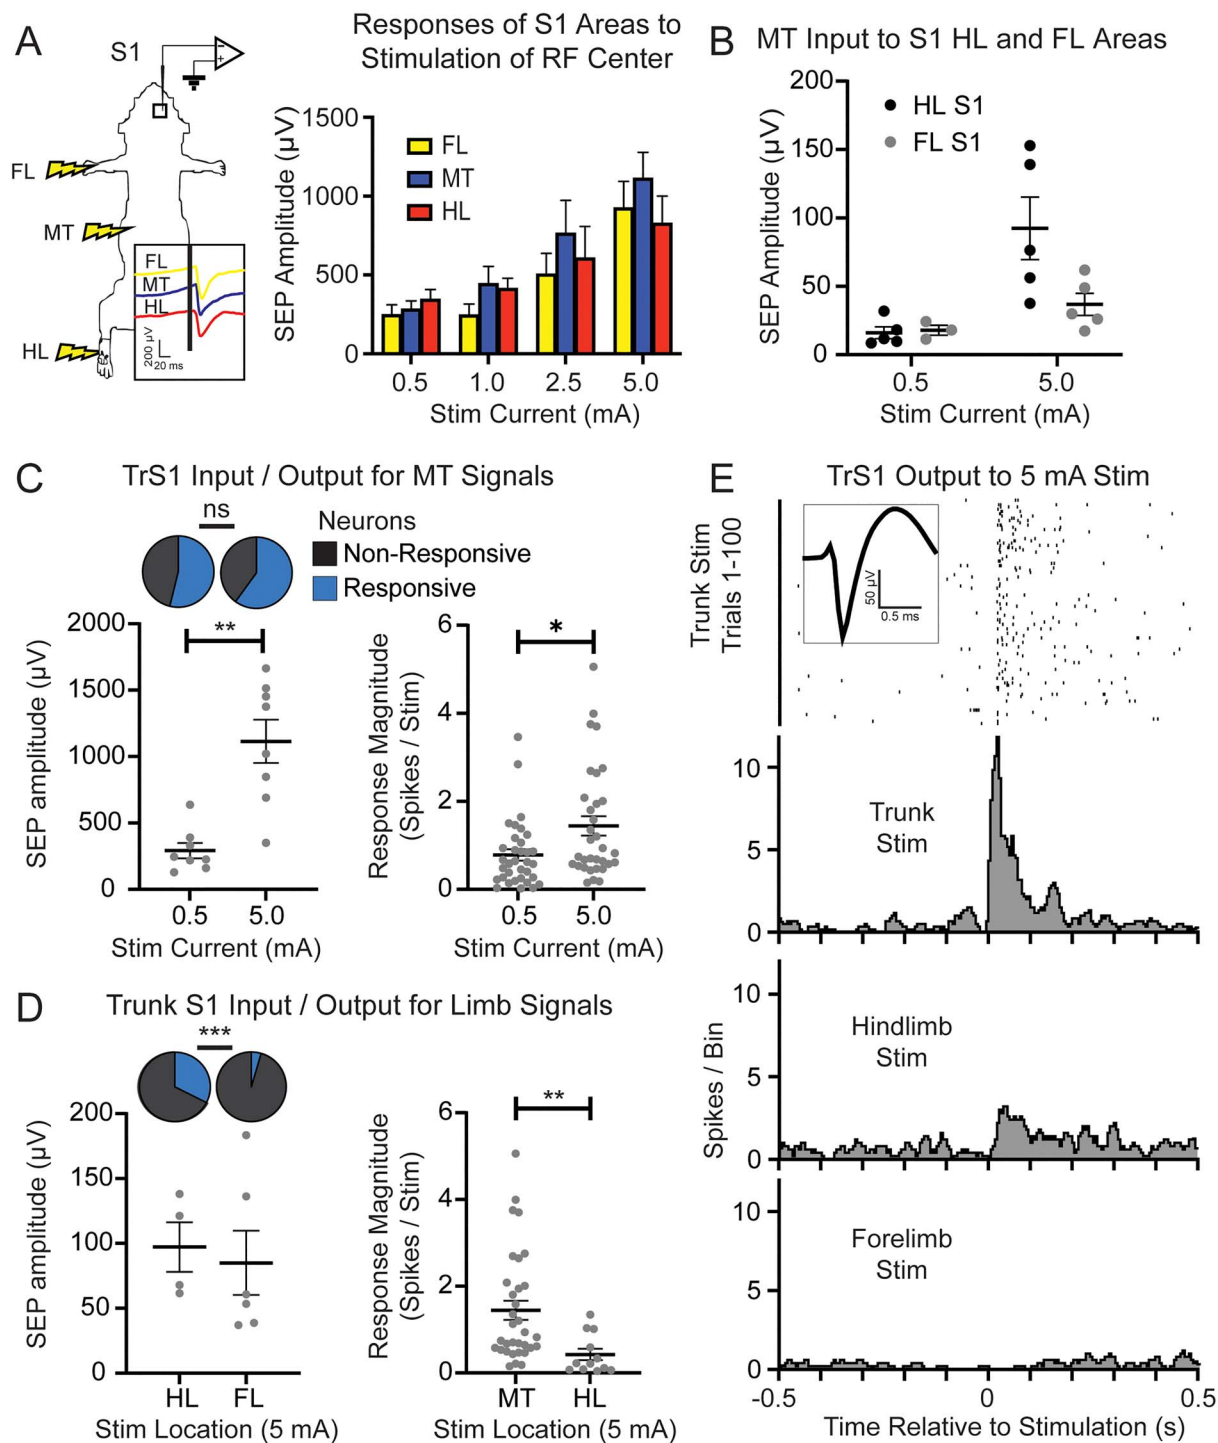 A
S1
FL
MT
HL
FL
MT
HL
200 µV
20 ms
Responses of S1 Areas to
Stimulation of RF Center
SEP Amplitude (µV)
1500
1000
500
0
FL
MT
HL
0.5 1.0 2.5 5.0
Stim Current (mA)
B
MT Input to S1 HL and FL Areas
SEP Amplitude (µV)
200
150
100
50
0
HL S1
FL S1
0.5 5.0
Stim Current (mA)
C
TrS1 Input / Output for MT Signals
ns
Neurons
Non-Responsive
Responsive
SEP amplitude (µV)
2000
1500
1000
500
0
**
0.5 5.0
Stim Current (mA)
Response Magnitude
(Spikes / Stim)
6
4
2
0
*
0.5 5.0
Stim Current (mA)
D
Trunk S1 Input / Output for Limb Signals
***
SEP amplitude (µV)
200
150
100
50
0
HL FL
Stim Location (5 mA)
Response Magnitude
(Spikes / Stim)
6
4
2
0
**
MT HL
Stim Location (5 mA)
E
TrS1 Output to 5 mA Stim
Trunk Stim
Trials 1-100
50 µV
0.5 ms
10
5
0
Trunk
Stim
Spikes / Bin
10
5
0
Hindlimb
Stim
10
5
0
Forelimb
Stim
-0.5 0 0.5
Time Relative to Stimulation (s)